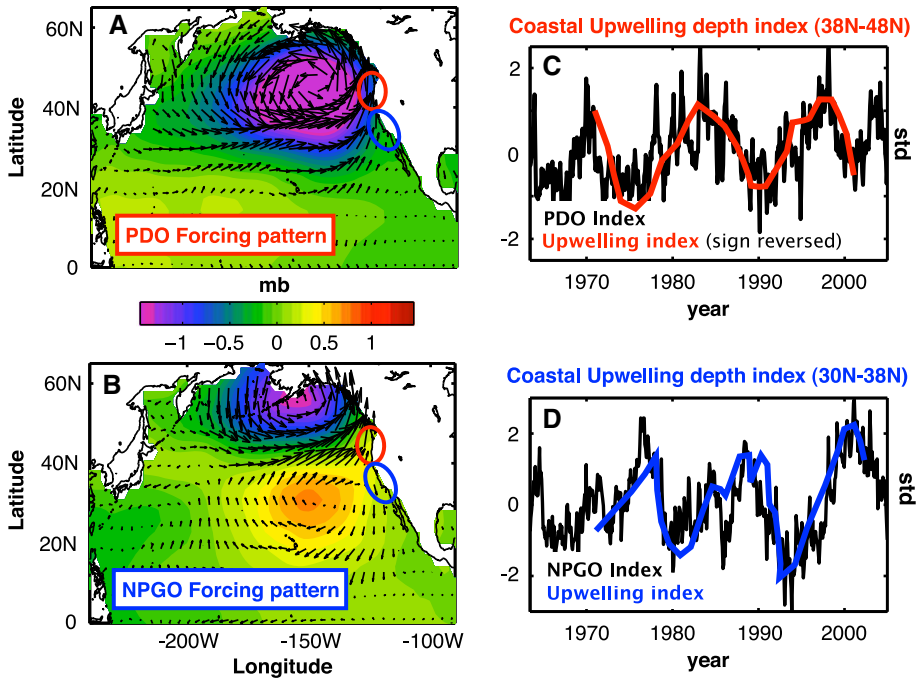 A
60N
40N
20N
0
Latitude
PDO Forcing pattern
mb
−1 −0.5 0 0.5 1
B
60N
40N
20N
0
Latitude
NPGO Forcing pattern
-200W -150W -100W
Longitude
Coastal Upwelling depth index (38N-48N)
C
2
0
-2
std
PDO Index
Upwelling index (sign reversed)
1970 1980 1990 2000
year
Coastal Upwelling depth index (30N-38N)
D
2
0
-2
std
NPGO Index
Upwelling index
1970 1980 1990 2000
year